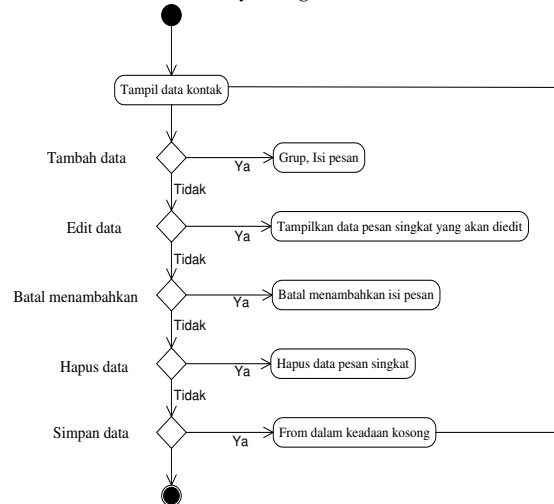 Tampil data kontak
Tambah data
Ya
Grup, Isi pesan
Tidak
Edit data
Ya
Tampilkan data pesan singkat yang akan diedit
Tidak
Batal menambahkan
Ya
Batal menambahkan isi pesan
Tidak
Hapus data
Ya
Hapus data pesan singkat
Tidak
Simpan data
Ya
From dalam keadaan kosong